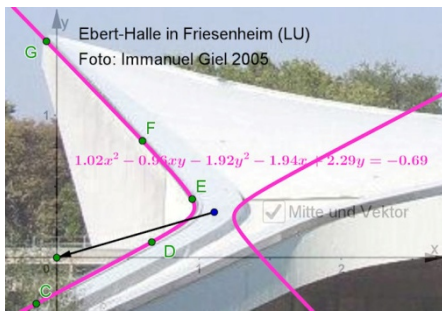 y
Ebert-Halle in Friesenheim (LU)
G
Foto: Immanuel Giel 2005
1
F
1.02x² − 0.96xy − 1.92y² − 1.94x + 2.29y = −0.69
E
Mitte und Vektor
D
x
0
1
2
C